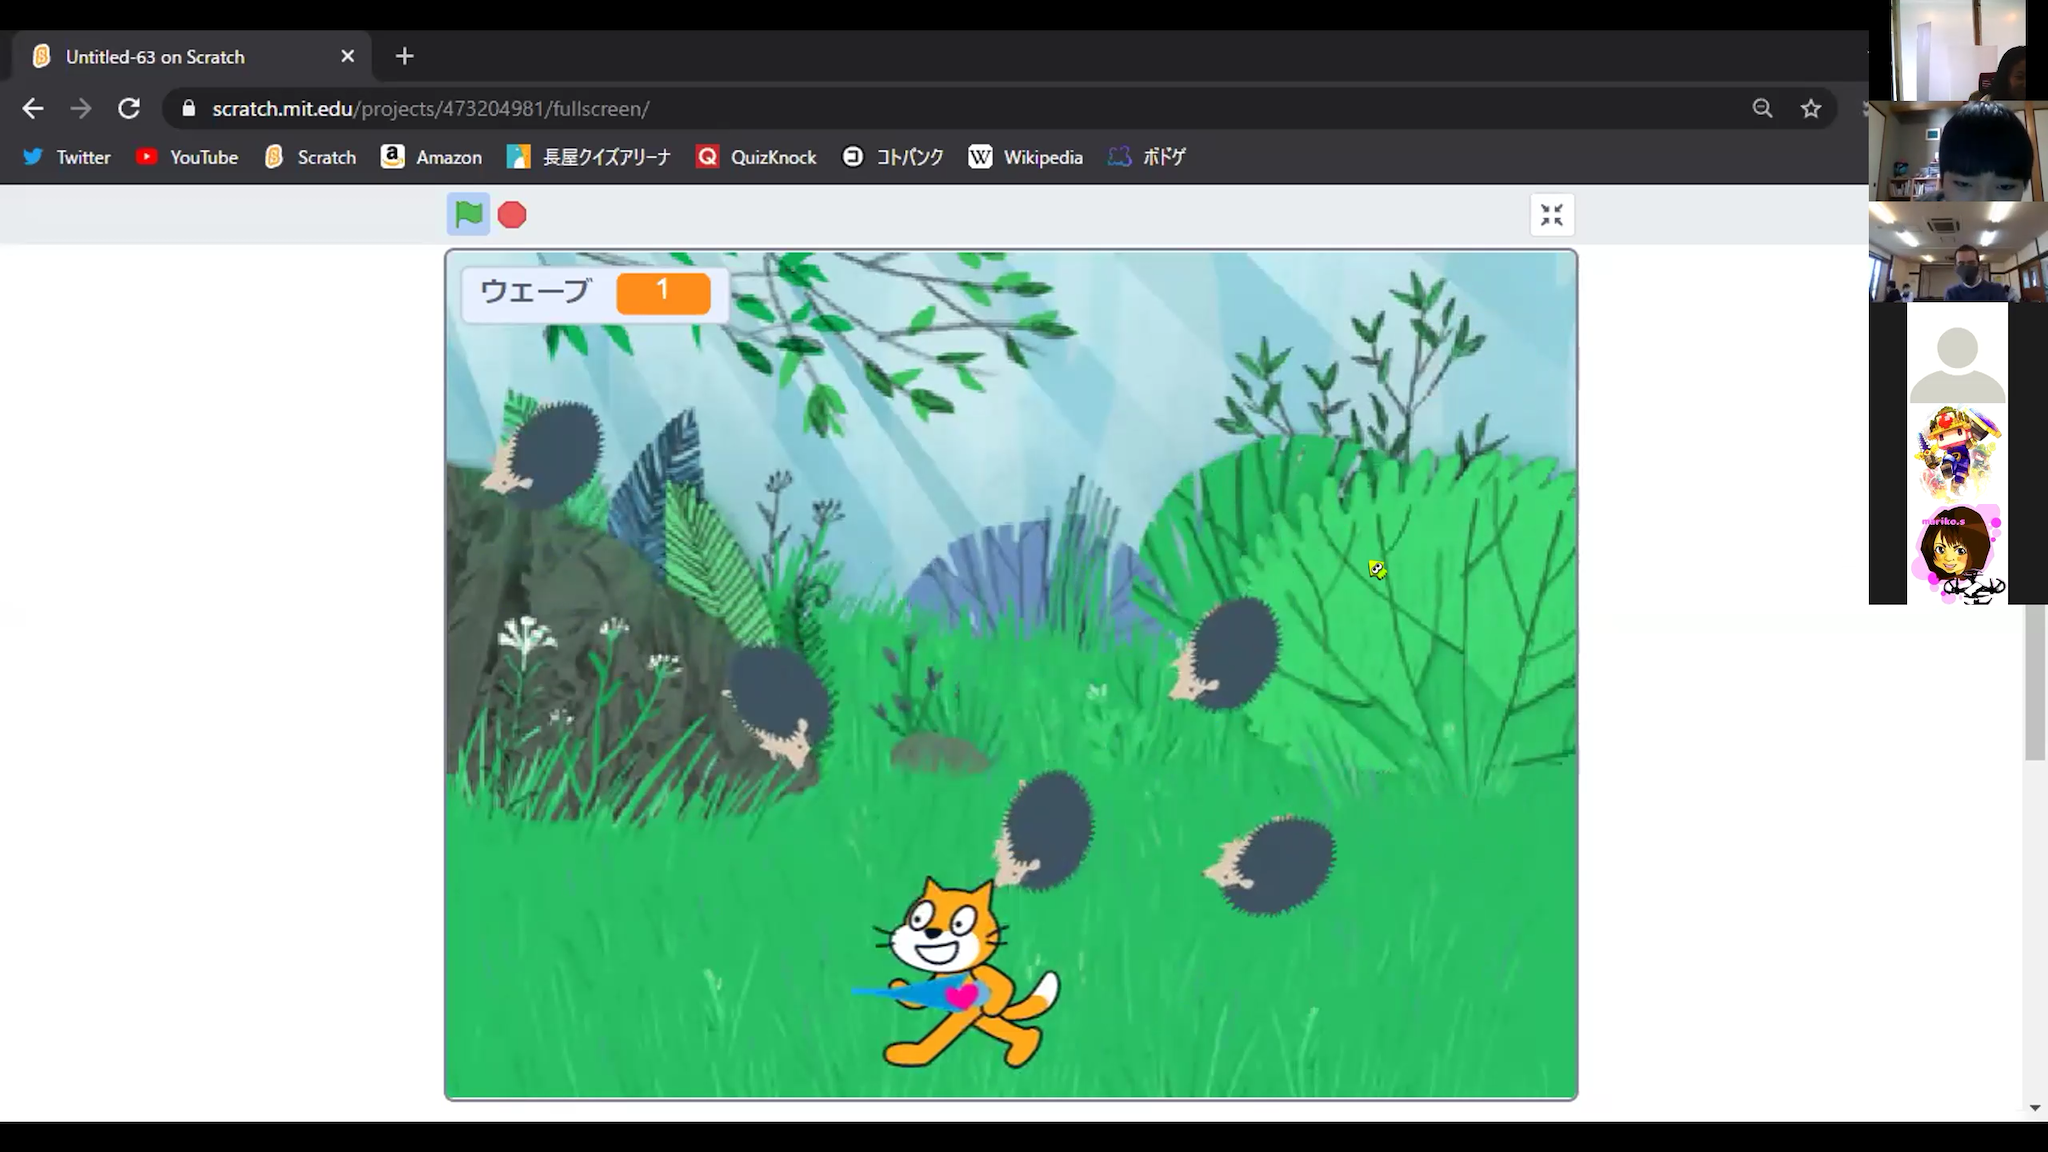 Untitled-63 on Scratch
scratch.mit.edu/projects/473204981/fullscreen/
Twitter YouTube Scratch Amazon 長屋クイズアリーナ QuizKnock コトバンク Wikipedia ボドゲ
ウェーブ 1
mariko.s